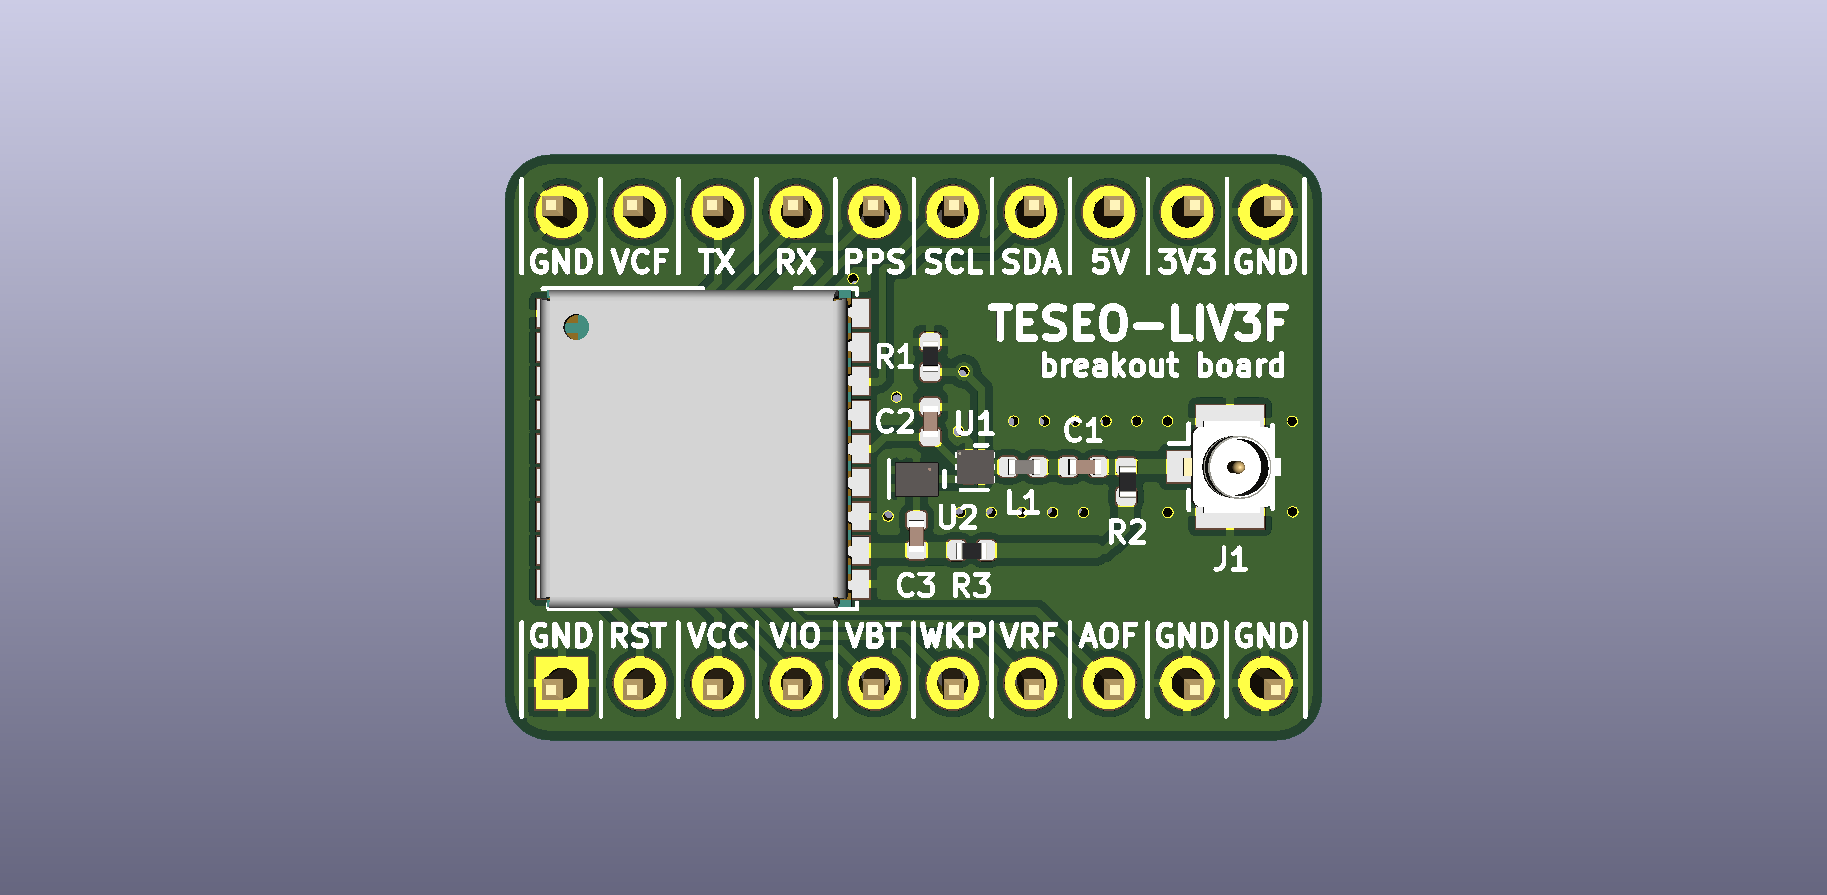 GND VCF TX RX PPS SCL SDA 5V 3V3 GND
TESEO-LIV3F
breakout board
R1
C2 U1 C1
L1
U2
R2
J1
C3 R3
GND RST VCC VIO VBT WKP VRF AOF GND GND